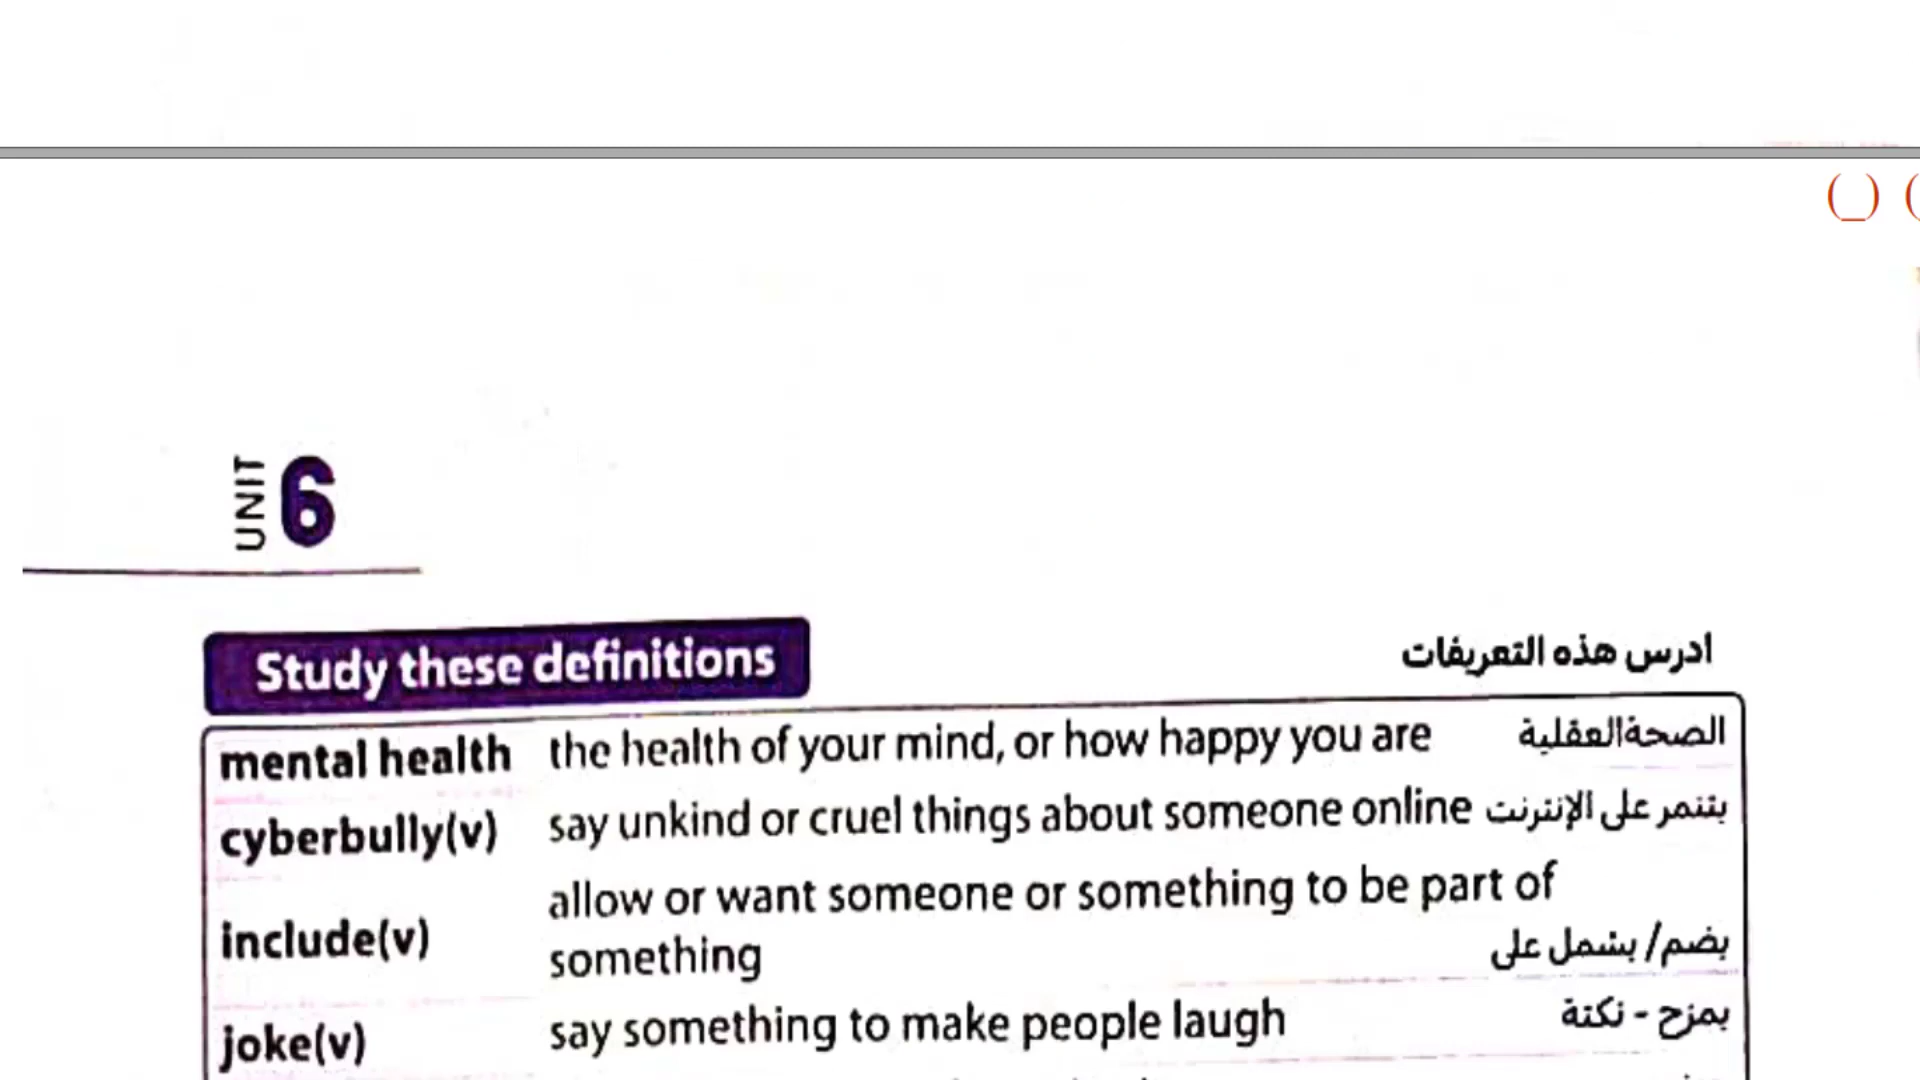 (_) (
UNIT 6
Study these definitions ادرس هذه التعريفات
mental health the health of your mind, or how happy you are الصحة العقلية
cyberbully(v) say unkind or cruel things about someone online يتنمر على الإنترنت
include(v) allow or want someone or something to be part of
something يضم/ يشمل على
joke(v) say something to make people laugh يمزح - نكتة